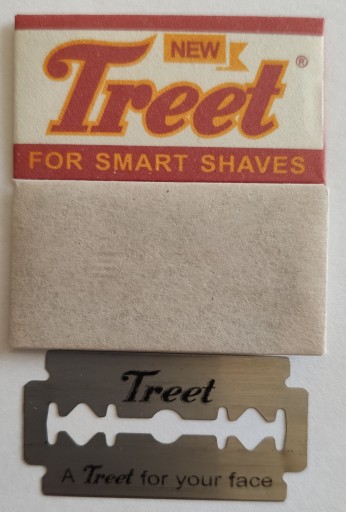 NEW
Treet®
FOR SMART SHAVES
Treet
A Treet for your face